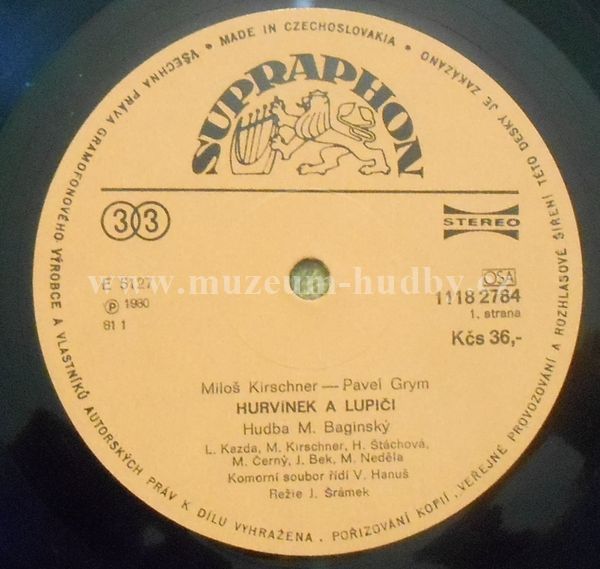 MADE IN CZECHOSLOVAKIA • VŠECHNA PRÁVA GRAMOFONOVÉHO VÝROBCE A VLASTNÍKŮ AUTORSKÝCH PRÁV K DÍLU VYHRAŽENA. POŘIZOVÁNÍ KOPIÍ, VEŘEJNÉ PROVOZOVÁNÍ A ROZHLASOVÉ ŠÍŘENÍ TÉTO DESKY JE ZAKÁZÁNO •
SUPRAPHON
33
STEREO
www.muzeum-hudby.cz
E 5127
OSA
℗ 1980
1118 2784
81 1
1. strana
Kčs 36,-
Miloš Kirschner — Pavel Grym
HURVÍNEK A LUPIČI
Hudba M. Baginský
L. Kazda, M. Kirschner, H. Štáchová,
M. Černý, J. Bek, M. Neděla
Komorní soubor řídí V. Hanuš
Režie J. Šrámek